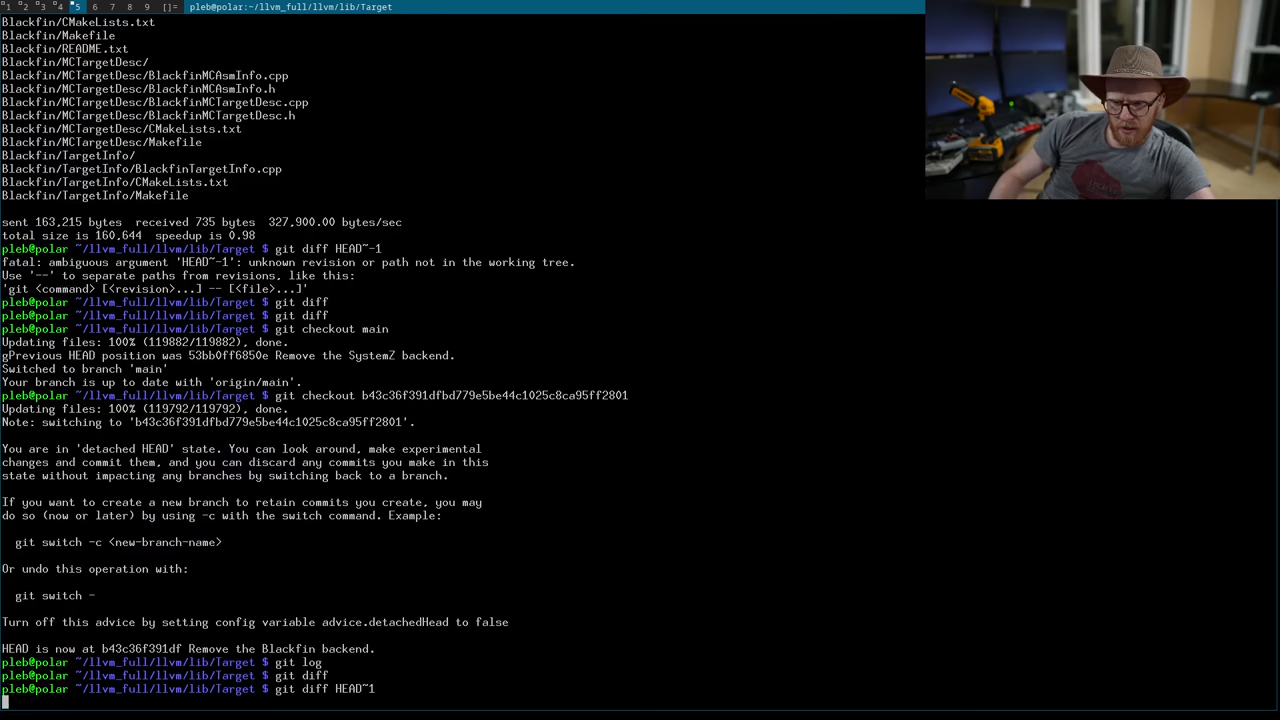 1 2 3 4 5 6 7 8 9 []= pleb@polar:~/llvm_full/llvm/lib/Target
Blackfin/CMakeLists.txt
Blackfin/Makefile
Blackfin/README.txt
Blackfin/MCTargetDesc/
Blackfin/MCTargetDesc/BlackfinMCAsmInfo.cpp
Blackfin/MCTargetDesc/BlackfinMCAsmInfo.h
Blackfin/MCTargetDesc/BlackfinMCTargetDesc.cpp
Blackfin/MCTargetDesc/BlackfinMCTargetDesc.h
Blackfin/MCTargetDesc/CMakeLists.txt
Blackfin/MCTargetDesc/Makefile
Blackfin/TargetInfo/
Blackfin/TargetInfo/BlackfinTargetInfo.cpp
Blackfin/TargetInfo/CMakeLists.txt
Blackfin/TargetInfo/Makefile
sent 163,215 bytes  received 735 bytes  327,900.00 bytes/sec
total size is 160,644  speedup is 0.98
pleb@polar ~/llvm_full/llvm/lib/Target $ git diff HEAD~-1
fatal: ambiguous argument 'HEAD~-1': unknown revision or path not in the working tree.
Use '--' to separate paths from revisions, like this:
'git <command> [<revision>...] -- [<file>...]'
pleb@polar ~/llvm_full/llvm/lib/Target $ git diff
pleb@polar ~/llvm_full/llvm/lib/Target $ git diff
pleb@polar ~/llvm_full/llvm/lib/Target $ git checkout main
Updating files: 100% (119882/119882), done.
gPrevious HEAD position was 53bb0ff6850e Remove the SystemZ backend.
Switched to branch 'main'
Your branch is up to date with 'origin/main'.
pleb@polar ~/llvm_full/llvm/lib/Target $ git checkout b43c36f391dfbd779e5be44c1025c8ca95ff2801
Updating files: 100% (119792/119792), done.
Note: switching to 'b43c36f391dfbd779e5be44c1025c8ca95ff2801'.
You are in 'detached HEAD' state. You can look around, make experimental
changes and commit them, and you can discard any commits you make in this
state without impacting any branches by switching back to a branch.
If you want to create a new branch to retain commits you create, you may
do so (now or later) by using -c with the switch command. Example:
git switch -c <new-branch-name>
Or undo this operation with:
git switch -
Turn off this advice by setting config variable advice.detachedHead to false
HEAD is now at b43c36f391df Remove the Blackfin backend.
pleb@polar ~/llvm_full/llvm/lib/Target $ git log
pleb@polar ~/llvm_full/llvm/lib/Target $ git diff
pleb@polar ~/llvm_full/llvm/lib/Target $ git diff HEAD~1